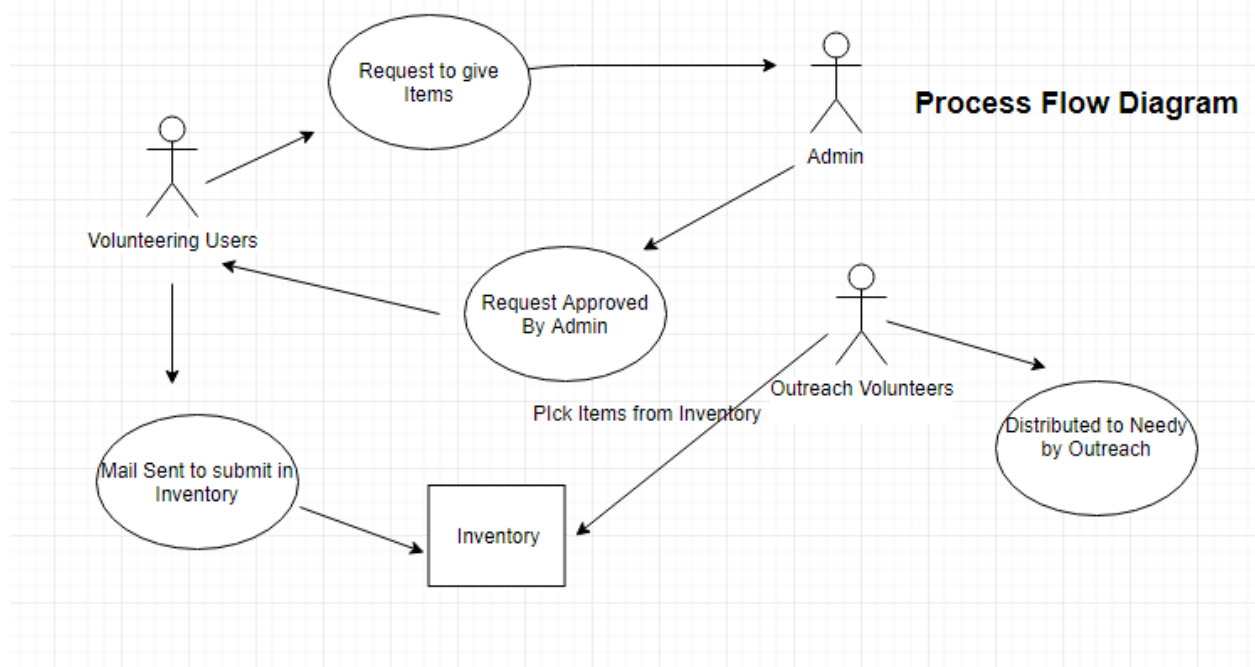 Request to give
Items
Process Flow Diagram
Admin
Volunteering Users
Request Approved
By Admin
Outreach Volunteers
PIck Items from Inventory
Distributed to Needy
by Outreach
Mail Sent to submit in
Inventory
Inventory